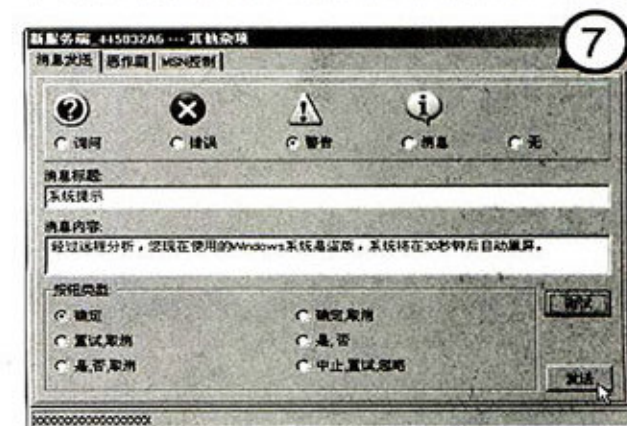 新服务端_445032A6 --- 其他杂项
7
消息发送 恶作剧 MSN控制
询问 错误 警告 消息 无
消息标题:
系统提示
消息内容:
经过远程分析，您现在使用的Windows系统是盗版，系统将在30秒钟后自动黑屏。
按钮类型
确定 确定,取消
测试
重试,取消 是,否
是,否,取消 中止,重试,忽略
发送